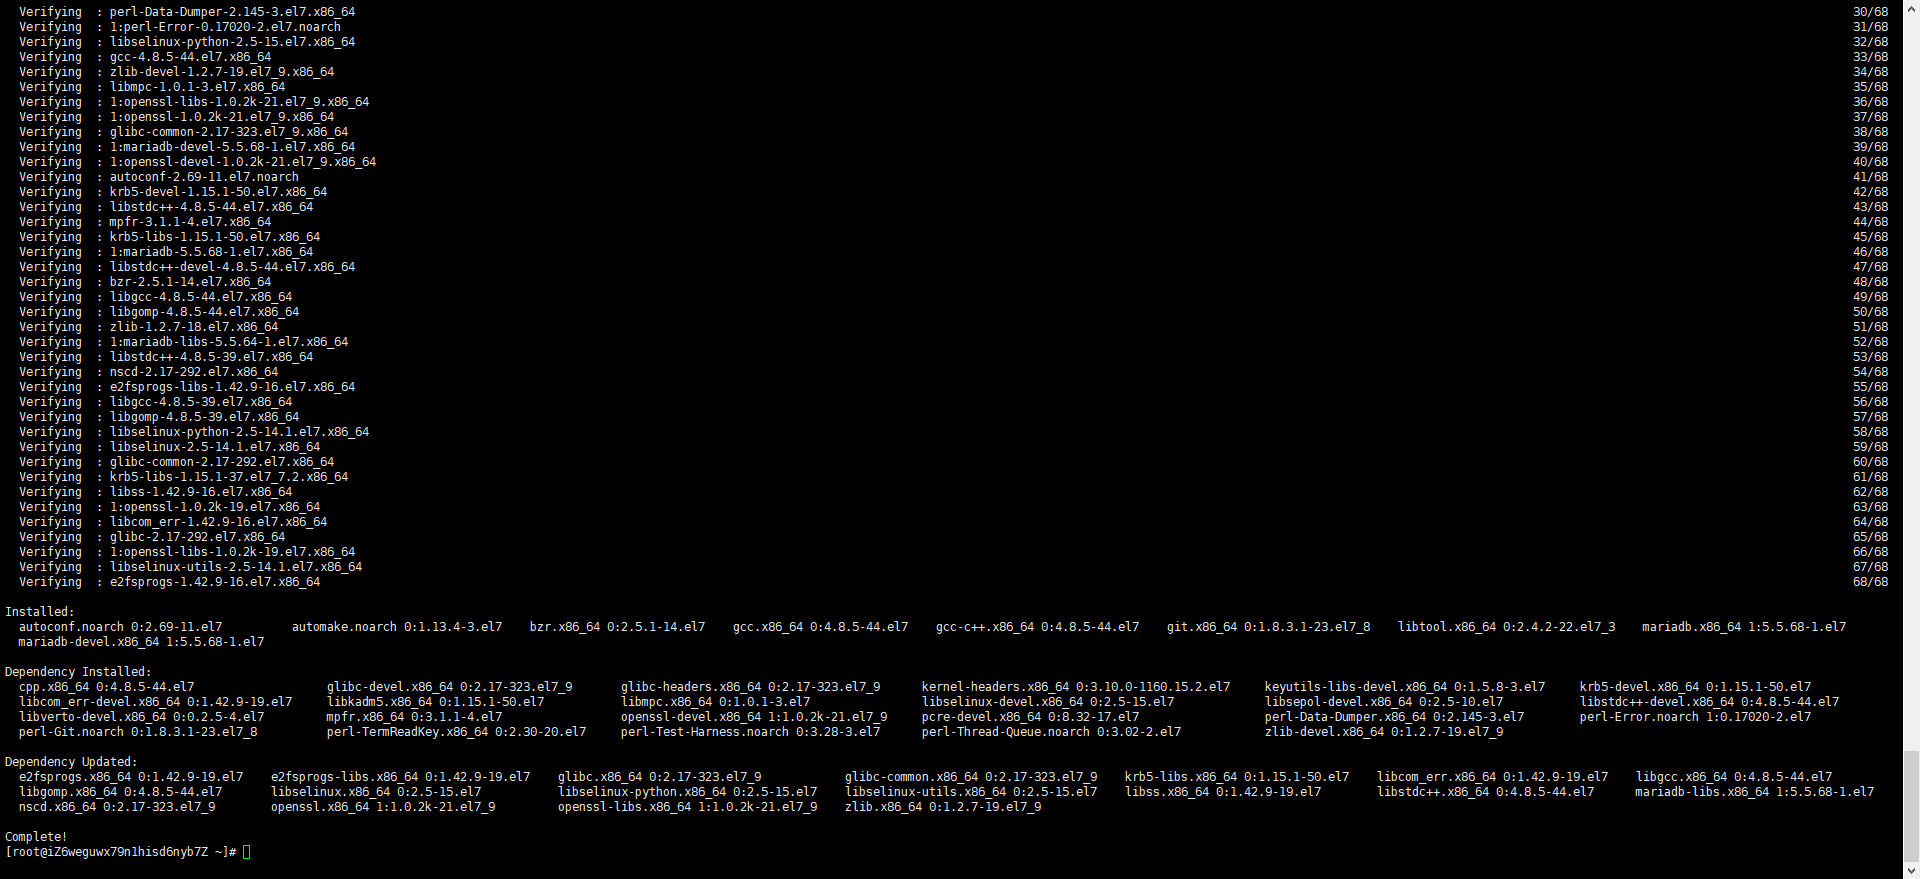 Verifying  : perl-Data-Dumper-2.145-3.el7.x86_64 30/68
Verifying  : 1:perl-Error-0.17020-2.el7.noarch 31/68
Verifying  : libselinux-python-2.5-15.el7.x86_64 32/68
Verifying  : gcc-4.8.5-44.el7.x86_64 33/68
Verifying  : zlib-devel-1.2.7-19.el7_9.x86_64 34/68
Verifying  : libmpc-1.0.1-3.el7.x86_64 35/68
Verifying  : 1:openssl-libs-1.0.2k-21.el7_9.x86_64 36/68
Verifying  : 1:openssl-1.0.2k-21.el7_9.x86_64 37/68
Verifying  : glibc-common-2.17-323.el7_9.x86_64 38/68
Verifying  : 1:mariadb-devel-5.5.68-1.el7.x86_64 39/68
Verifying  : 1:openssl-devel-1.0.2k-21.el7_9.x86_64 40/68
Verifying  : autoconf-2.69-11.el7.noarch 41/68
Verifying  : krb5-devel-1.15.1-50.el7.x86_64 42/68
Verifying  : libstdc++-4.8.5-44.el7.x86_64 43/68
Verifying  : mpfr-3.1.1-4.el7.x86_64 44/68
Verifying  : krb5-libs-1.15.1-50.el7.x86_64 45/68
Verifying  : 1:mariadb-5.5.68-1.el7.x86_64 46/68
Verifying  : libstdc++-devel-4.8.5-44.el7.x86_64 47/68
Verifying  : bzr-2.5.1-14.el7.x86_64 48/68
Verifying  : libgcc-4.8.5-44.el7.x86_64 49/68
Verifying  : libgomp-4.8.5-44.el7.x86_64 50/68
Verifying  : zlib-1.2.7-18.el7.x86_64 51/68
Verifying  : 1:mariadb-libs-5.5.64-1.el7.x86_64 52/68
Verifying  : libstdc++-4.8.5-39.el7.x86_64 53/68
Verifying  : nscd-2.17-292.el7.x86_64 54/68
Verifying  : e2fsprogs-libs-1.42.9-16.el7.x86_64 55/68
Verifying  : libgcc-4.8.5-39.el7.x86_64 56/68
Verifying  : libgomp-4.8.5-39.el7.x86_64 57/68
Verifying  : libselinux-python-2.5-14.1.el7.x86_64 58/68
Verifying  : libselinux-2.5-14.1.el7.x86_64 59/68
Verifying  : glibc-common-2.17-292.el7.x86_64 60/68
Verifying  : krb5-libs-1.15.1-37.el7_7.2.x86_64 61/68
Verifying  : libss-1.42.9-16.el7.x86_64 62/68
Verifying  : 1:openssl-1.0.2k-19.el7.x86_64 63/68
Verifying  : libcom_err-1.42.9-16.el7.x86_64 64/68
Verifying  : glibc-2.17-292.el7.x86_64 65/68
Verifying  : 1:openssl-libs-1.0.2k-19.el7.x86_64 66/68
Verifying  : libselinux-utils-2.5-14.1.el7.x86_64 67/68
Verifying  : e2fsprogs-1.42.9-16.el7.x86_64 68/68
Installed:
autoconf.noarch 0:2.69-11.el7 automake.noarch 0:1.13.4-3.el7 bzr.x86_64 0:2.5.1-14.el7 gcc.x86_64 0:4.8.5-44.el7 gcc-c++.x86_64 0:4.8.5-44.el7 git.x86_64 0:1.8.3.1-23.el7_8 libtool.x86_64 0:2.4.2-22.el7_3 mariadb.x86_64 1:5.5.68-1.el7
mariadb-devel.x86_64 1:5.5.68-1.el7
Dependency Installed:
cpp.x86_64 0:4.8.5-44.el7 glibc-devel.x86_64 0:2.17-323.el7_9 glibc-headers.x86_64 0:2.17-323.el7_9 kernel-headers.x86_64 0:3.10.0-1160.15.2.el7 keyutils-libs-devel.x86_64 0:1.5.8-3.el7 krb5-devel.x86_64 0:1.15.1-50.el7
libcom_err-devel.x86_64 0:1.42.9-19.el7 libkadm5.x86_64 0:1.15.1-50.el7 libmpc.x86_64 0:1.0.1-3.el7 libselinux-devel.x86_64 0:2.5-15.el7 libsepol-devel.x86_64 0:2.5-10.el7 libstdc++-devel.x86_64 0:4.8.5-44.el7
libverto-devel.x86_64 0:0.2.5-4.el7 mpfr.x86_64 0:3.1.1-4.el7 openssl-devel.x86_64 1:1.0.2k-21.el7_9 pcre-devel.x86_64 0:8.32-17.el7 perl-Data-Dumper.x86_64 0:2.145-3.el7 perl-Error.noarch 1:0.17020-2.el7
perl-Git.noarch 0:1.8.3.1-23.el7_8 perl-TermReadKey.x86_64 0:2.30-20.el7 perl-Test-Harness.noarch 0:3.28-3.el7 perl-Thread-Queue.noarch 0:3.02-2.el7 zlib-devel.x86_64 0:1.2.7-19.el7_9
Dependency Updated:
e2fsprogs.x86_64 0:1.42.9-19.el7 e2fsprogs-libs.x86_64 0:1.42.9-19.el7 glibc.x86_64 0:2.17-323.el7_9 glibc-common.x86_64 0:2.17-323.el7_9 krb5-libs.x86_64 0:1.15.1-50.el7 libcom_err.x86_64 0:1.42.9-19.el7 libgcc.x86_64 0:4.8.5-44.el7
libgomp.x86_64 0:4.8.5-44.el7 libselinux.x86_64 0:2.5-15.el7 libselinux-python.x86_64 0:2.5-15.el7 libselinux-utils.x86_64 0:2.5-15.el7 libss.x86_64 0:1.42.9-19.el7 libstdc++.x86_64 0:4.8.5-44.el7 mariadb-libs.x86_64 1:5.5.68-1.el7
nscd.x86_64 0:2.17-323.el7_9 openssl.x86_64 1:1.0.2k-21.el7_9 openssl-libs.x86_64 1:1.0.2k-21.el7_9 zlib.x86_64 0:1.2.7-19.el7_9
Complete!
[root@iZ6weguwx79n1hisd6nyb7Z ~]#